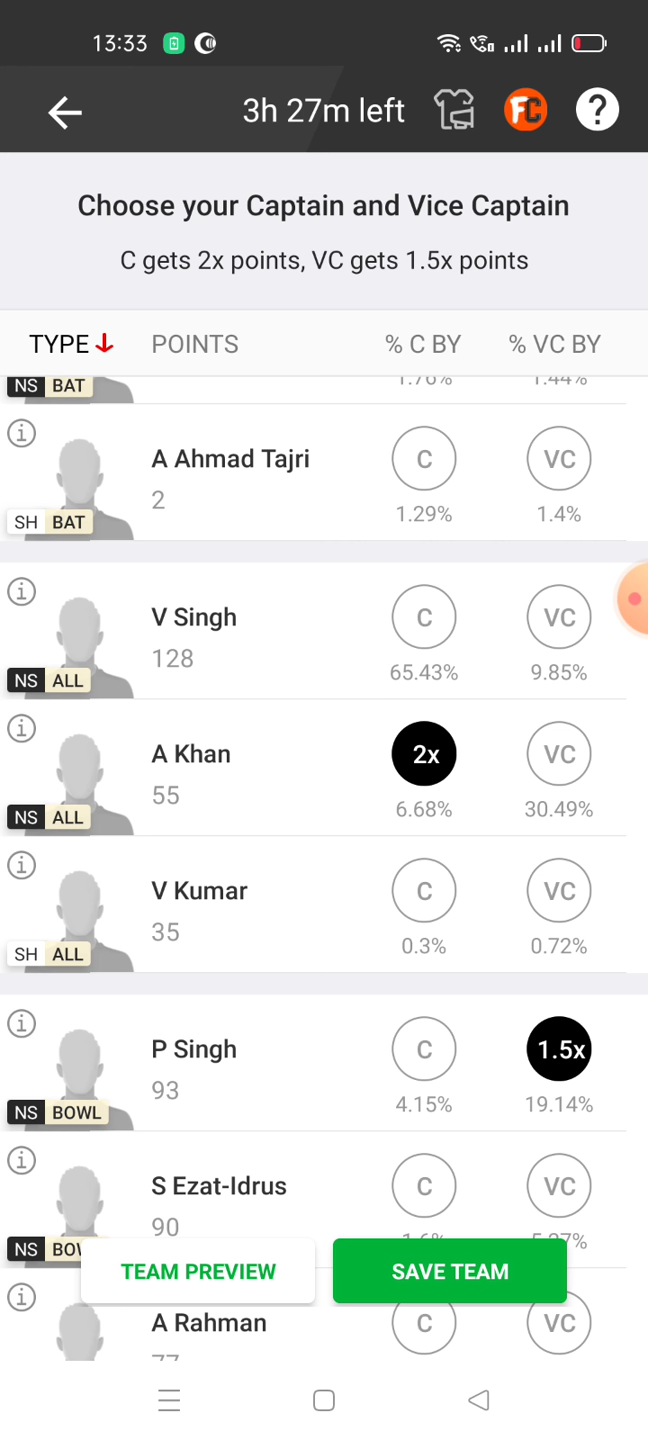 13:33
3h 27m left
FC
?
Choose your Captain and Vice Captain
C gets 2x points, VC gets 1.5x points
TYPE POINTS % C BY % VC BY
NS BAT 1.76% 1.44%
A Ahmad Tajri C VC
2
SH BAT 1.29% 1.4%
V Singh C VC
128
NS ALL 65.43% 9.85%
A Khan 2x VC
55
NS ALL 6.68% 30.49%
V Kumar C VC
35
SH ALL 0.3% 0.72%
P Singh C 1.5x
93
NS BOWL 4.15% 19.14%
S Ezat-Idrus C VC
90
NS
TEAM PREVIEW SAVE TEAM
A Rahman C VC